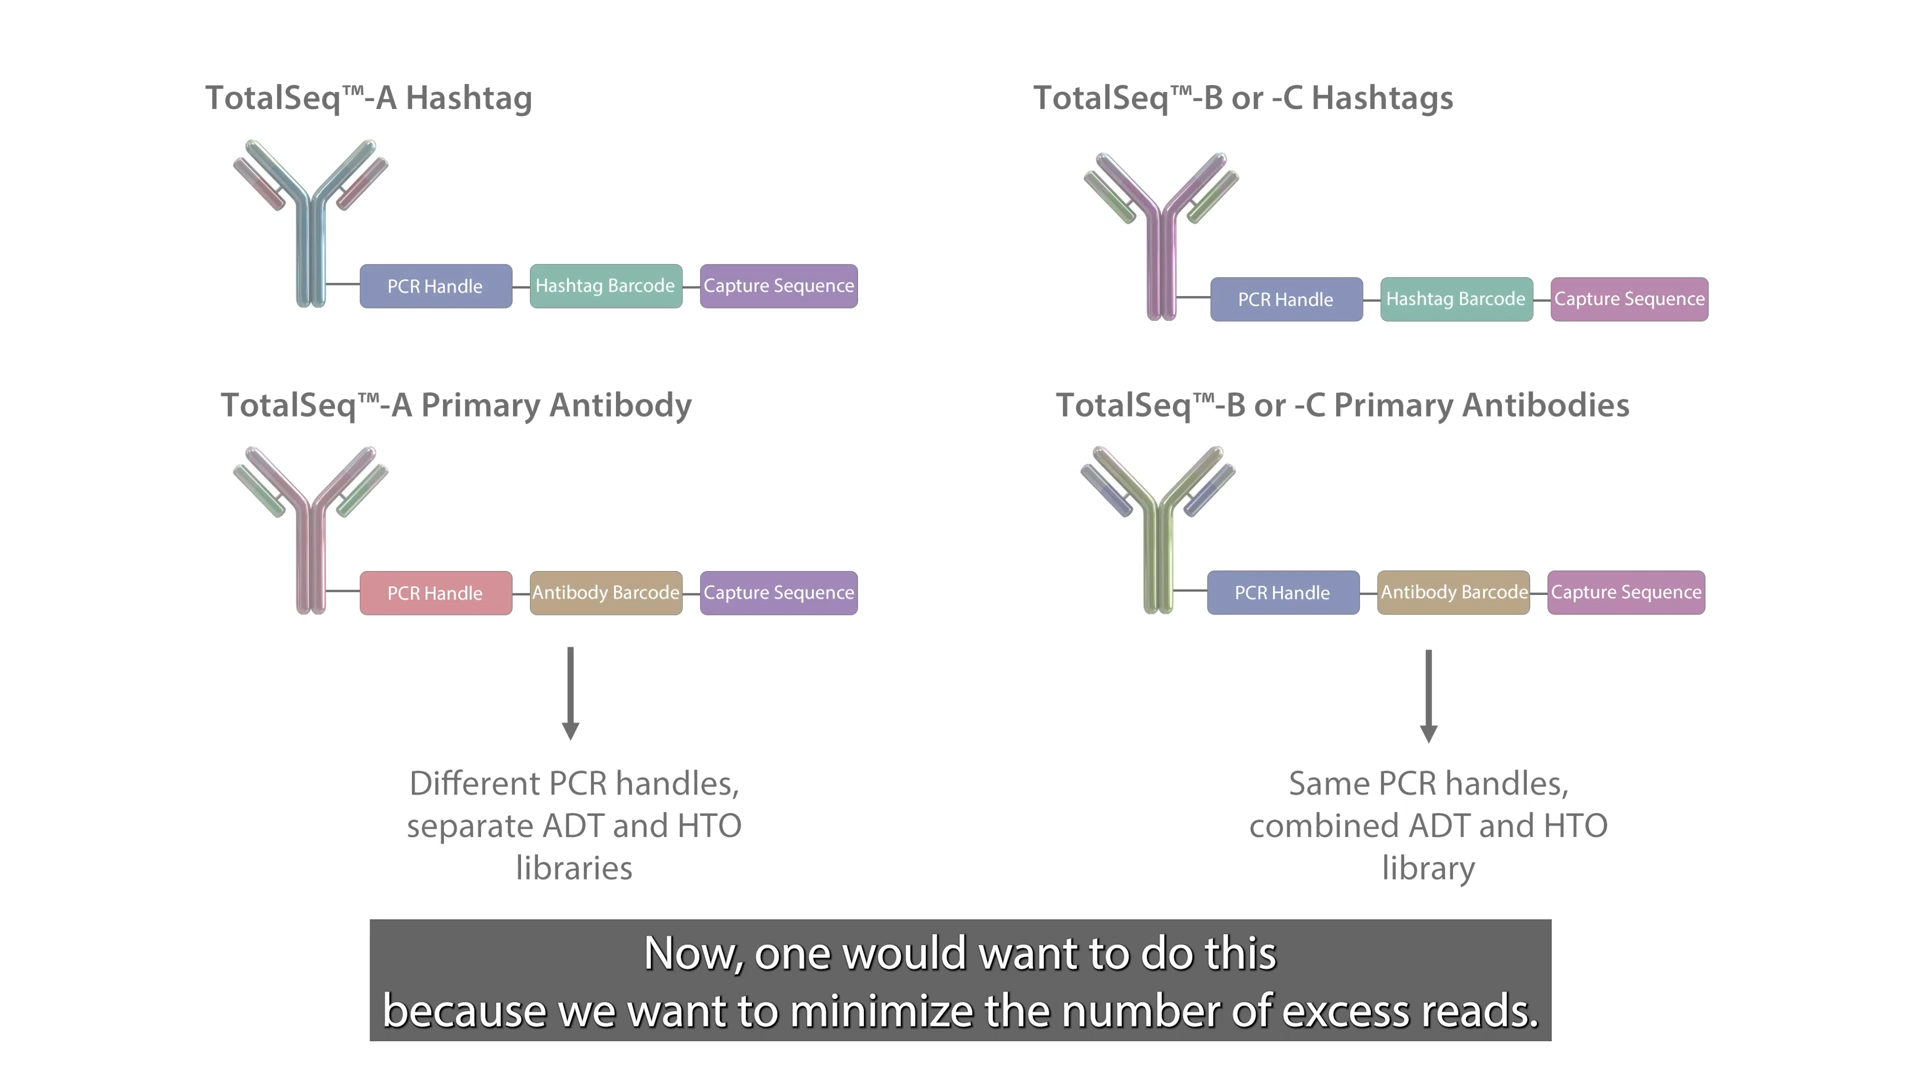 TotalSeq™-A Hashtag
PCR Handle
Hashtag Barcode
Capture Sequence
TotalSeq™-B or -C Hashtags
PCR Handle
Hashtag Barcode
Capture Sequence
TotalSeq™-A Primary Antibody
PCR Handle
Antibody Barcode
Capture Sequence
TotalSeq™-B or -C Primary Antibodies
PCR Handle
Antibody Barcode
Capture Sequence
Different PCR handles,
separate ADT and HTO
libraries
Same PCR handles,
combined ADT and HTO
library
Now, one would want to do this
because we want to minimize the number of excess reads.